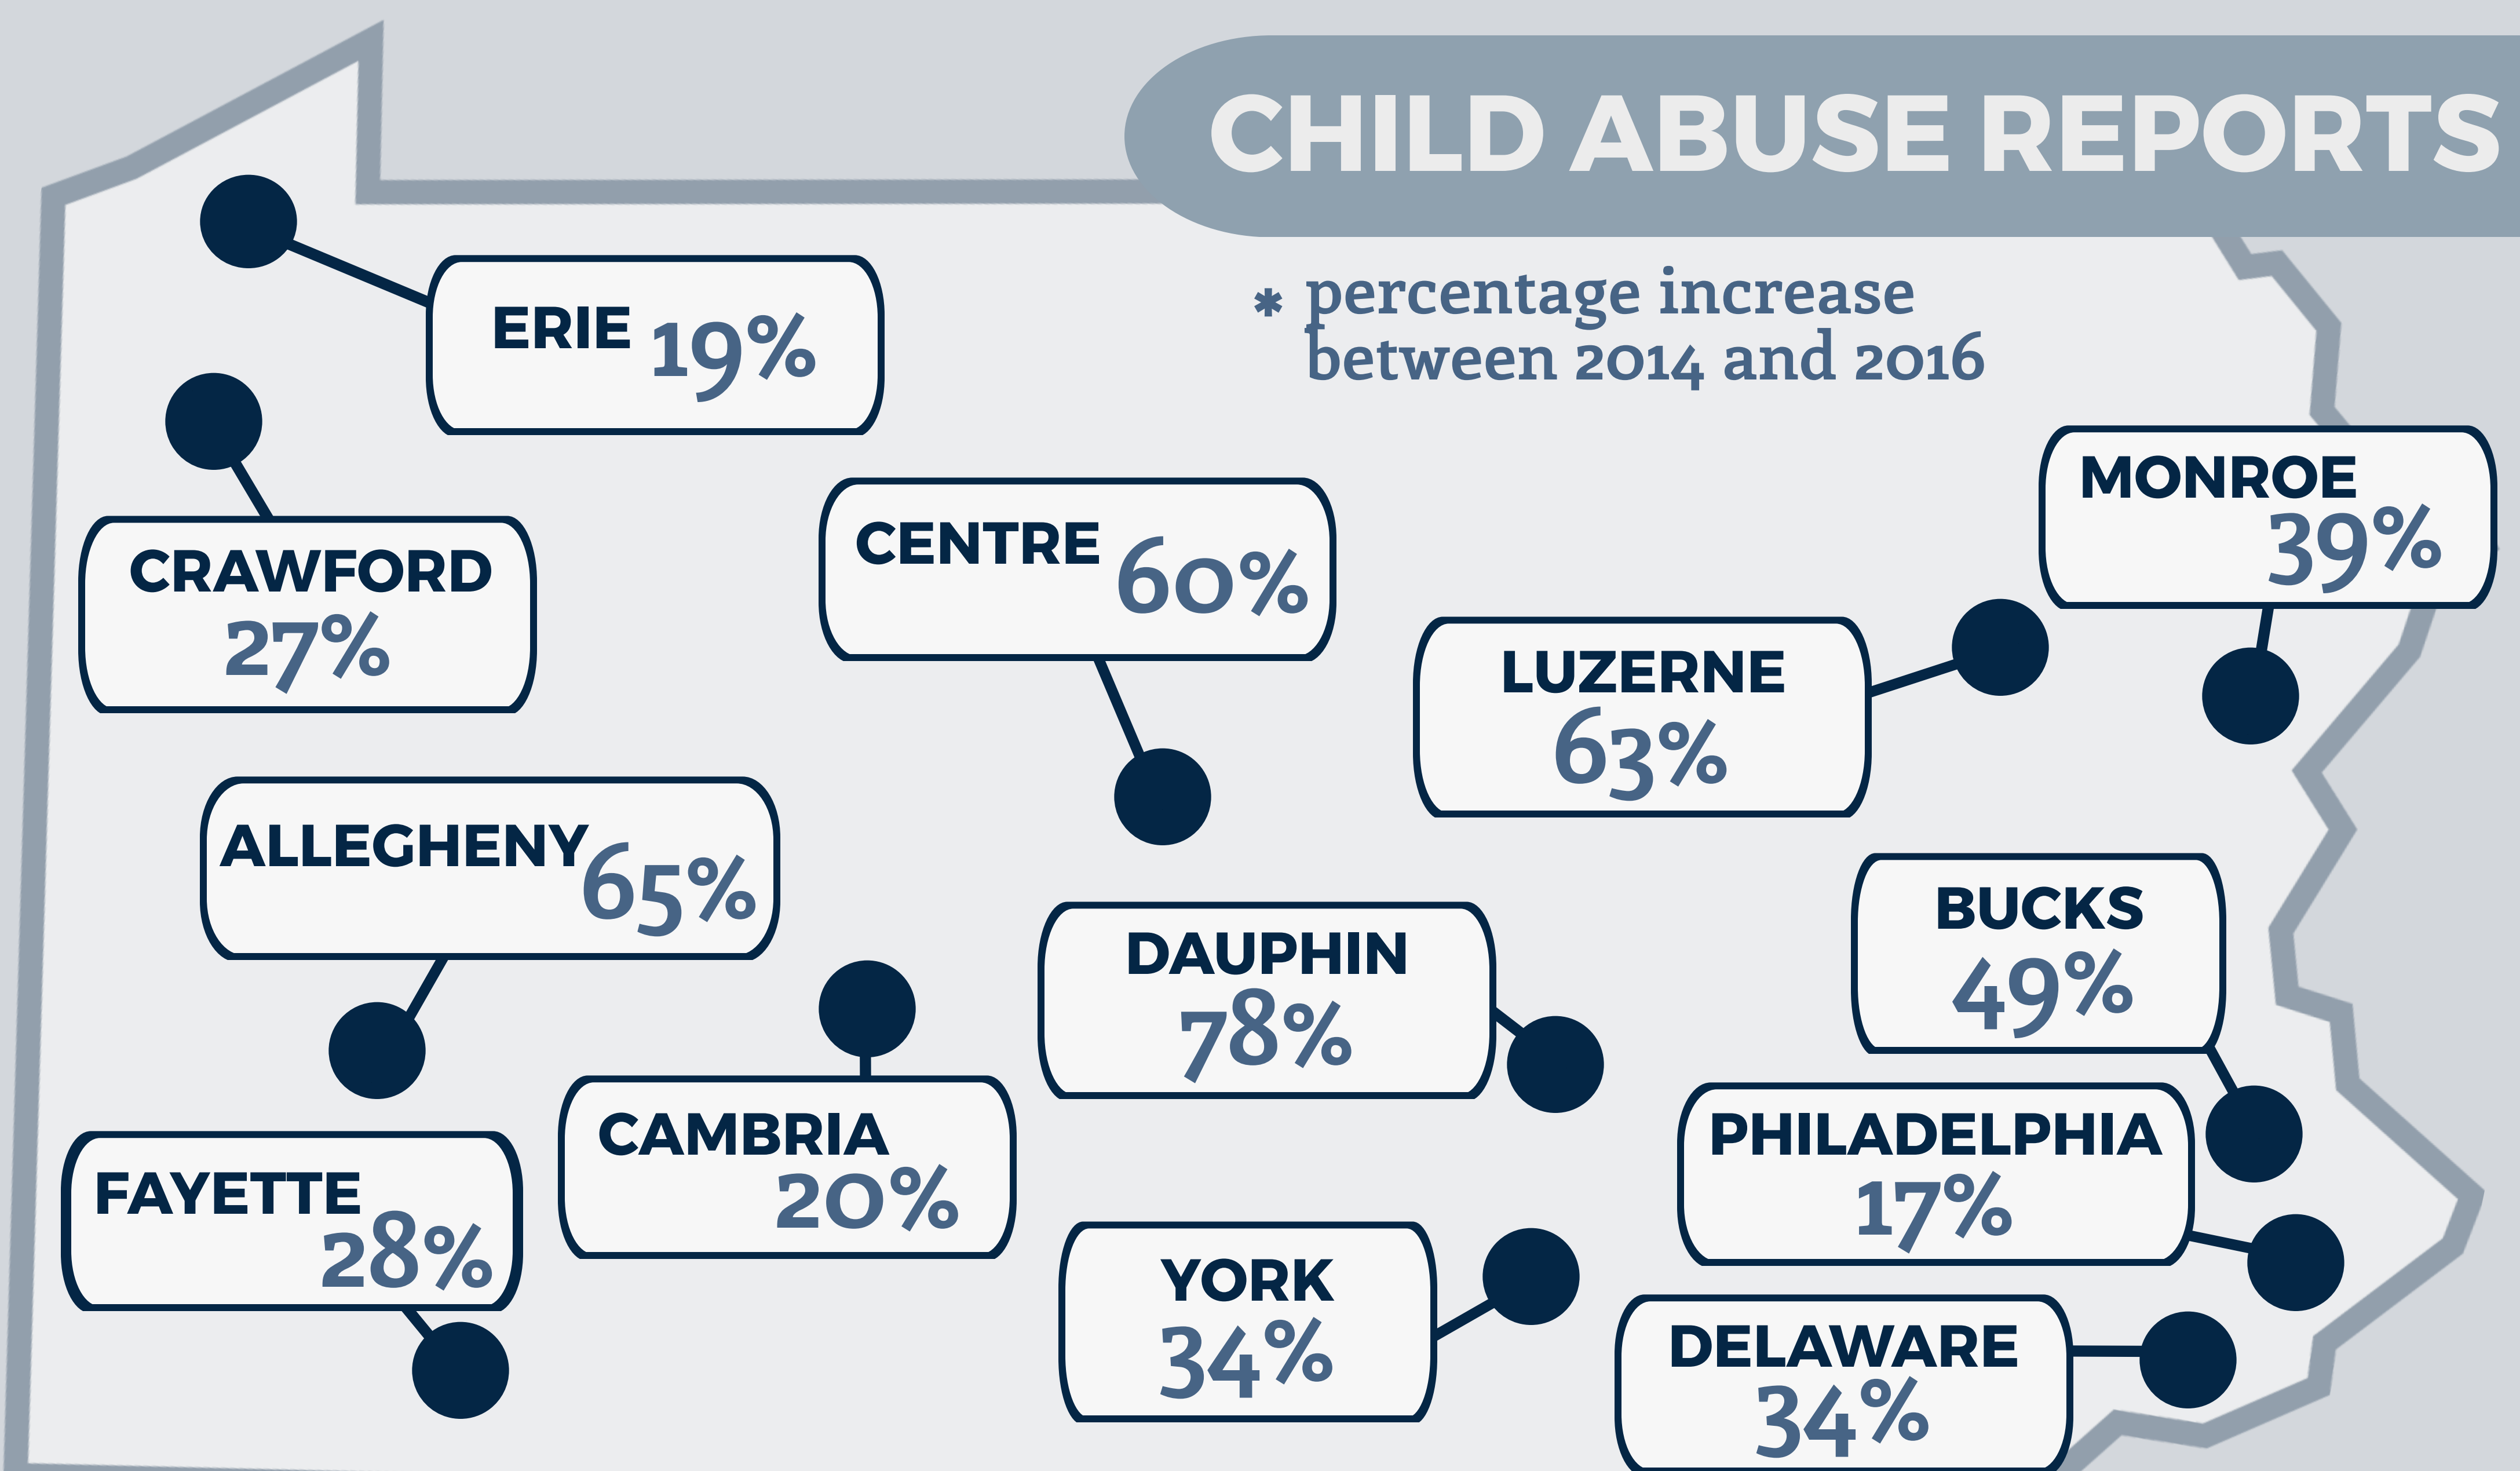 CHILD ABUSE REPORTS
* percentage increase
between 2014 and 2016
ERIE 19%
CRAWFORD
27%
CENTRE 60%
MONROE
39%
LUZERNE
63%
ALLEGHENY 65%
BUCKS
49%
DAUPHIN
78%
CAMBRIA
20%
PHILADELPHIA
17%
FAYETTE
28%
YORK
34%
DELAWARE
34%